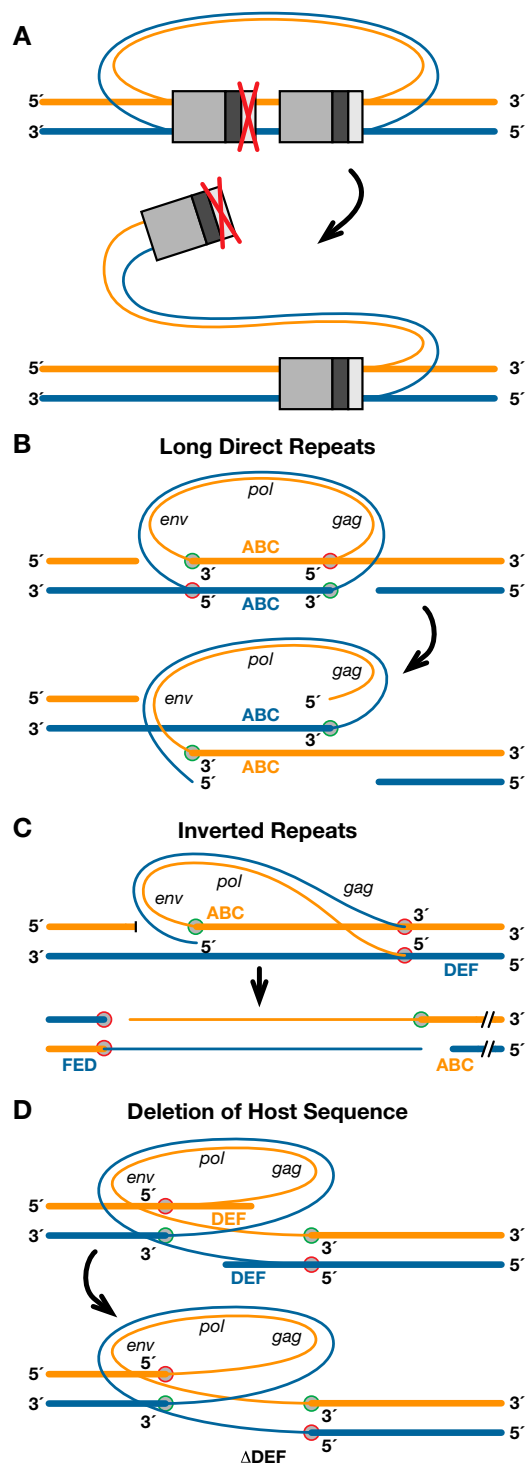 A
5´ 3´
3´ 5´
5´ 3´
3´ 5´
B Long Direct Repeats
pol
env gag
ABC
5´ 3´
3´ 5´
3´ 5´
5´ 3´
ABC
pol
gag
env 5´
5´
ABC
3´
3´
3´
3´
5´
ABC
5´
C Inverted Repeats
pol gag
env
ABC 3´
5´ 3´
5´ 5´
3´ 5´
DEF
3´
5´
FED ABC
D Deletion of Host Sequence
pol
env gag
5´
5´
DEF
3´ 3´
3´ 3´
DEF 5´ 5´
pol
env gag
5´
5´
3´ 3´
3´ 3´
5´ 5´
ΔDEF